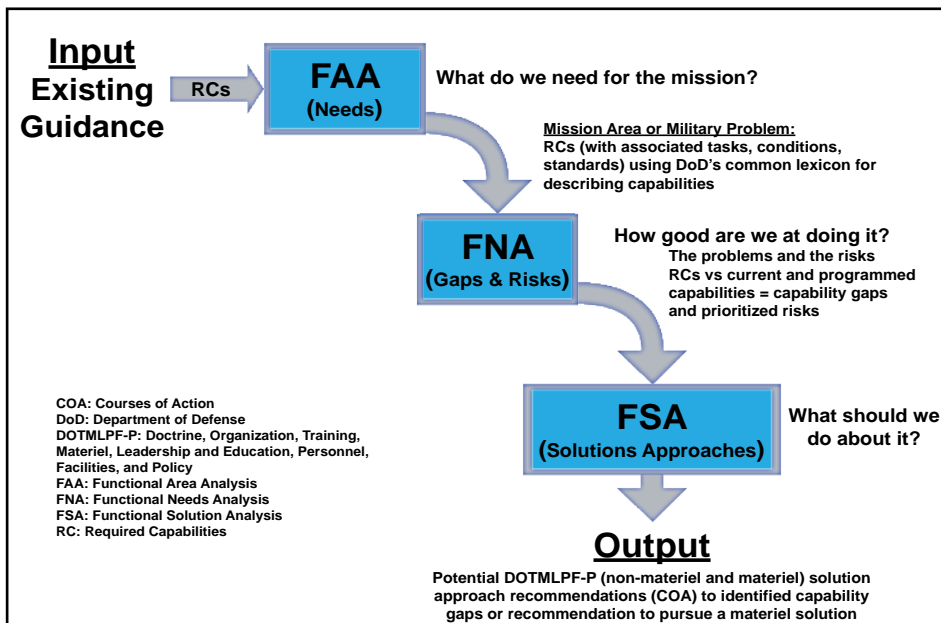 Input
Existing
Guidance
RCs
FAA
(Needs)
What do we need for the mission?
Mission Area or Military Problem:
RCs (with associated tasks, conditions,
standards) using DoD's common lexicon for
describing capabilities
FNA
(Gaps & Risks)
How good are we at doing it?
The problems and the risks
RCs vs current and programmed
capabilities = capability gaps
and prioritized risks
FSA
(Solutions Approaches)
What should we
do about it?
COA: Courses of Action
DoD: Department of Defense
DOTMLPF-P: Doctrine, Organization, Training,
Materiel, Leadership and Education, Personnel,
Facilities, and Policy
FAA: Functional Area Analysis
FNA: Functional Needs Analysis
FSA: Functional Solution Analysis
RC: Required Capabilities
Output
Potential DOTMLPF-P (non-materiel and materiel) solution
approach recommendations (COA) to identified capability
gaps or recommendation to pursue a materiel solution